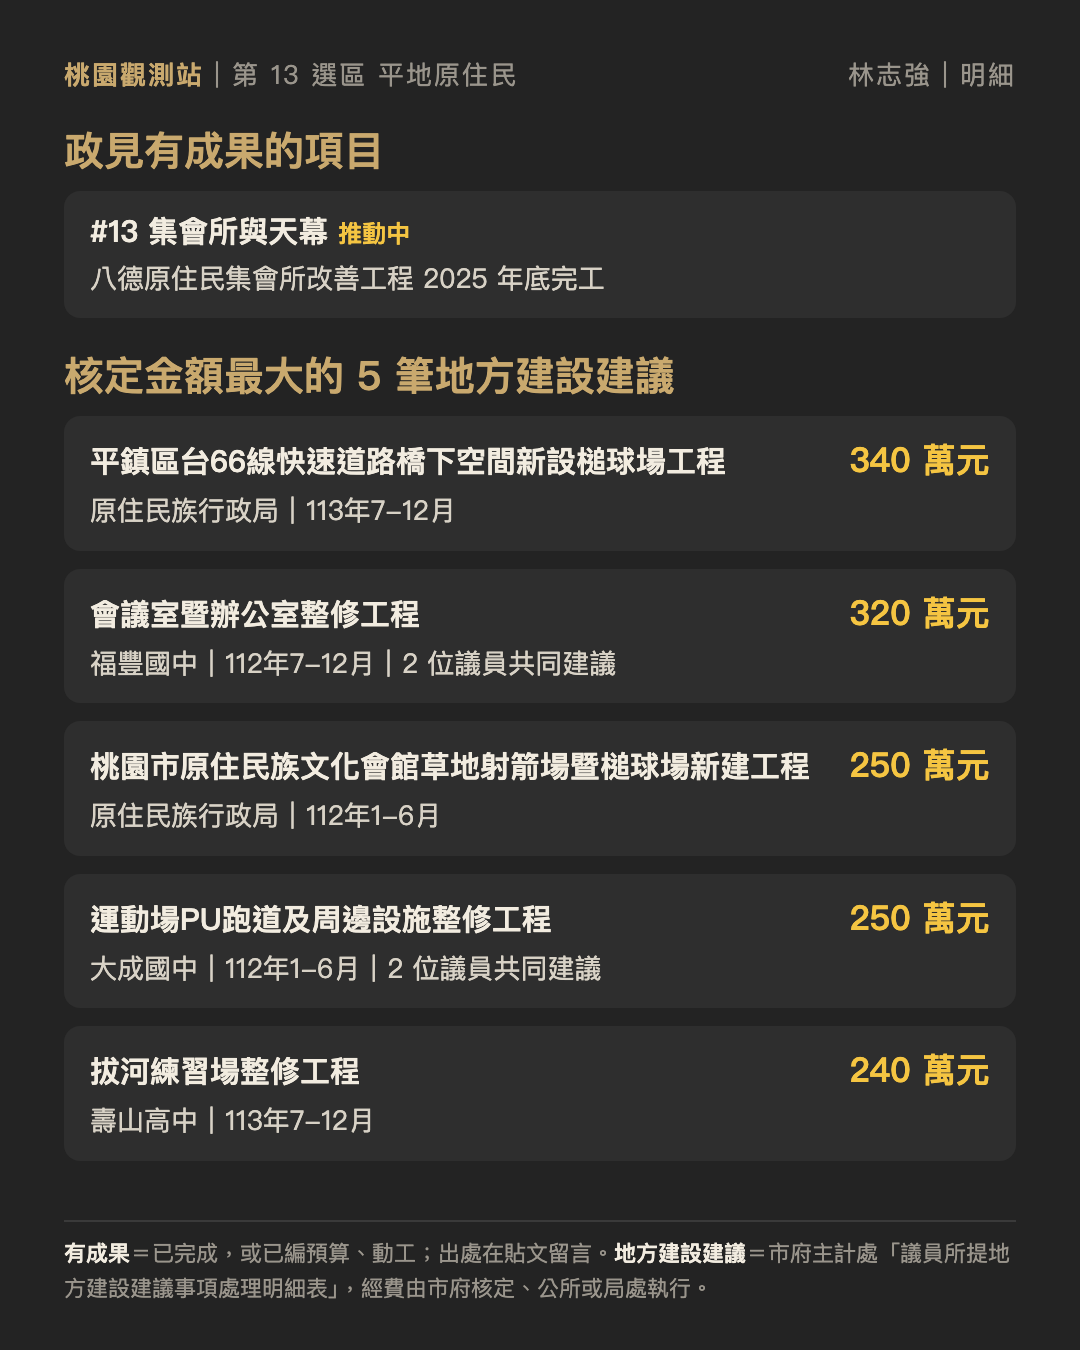 桃園觀測站｜第 13 選區 平地原住民
林志強｜明細
政見有成果的項目
#13 集會所與天幕 推動中
八德原住民集會所改善工程 2025 年底完工
核定金額最大的 5 筆地方建設建議
平鎮區台66線快速道路橋下空間新設槌球場工程 340 萬元
原住民族行政局｜113年7–12月
會議室暨辦公室整修工程 320 萬元
福豐國中｜112年7–12月｜2 位議員共同建議
桃園市原住民族文化會館草地射箭場暨槌球場新建工程 250 萬元
原住民族行政局｜112年1–6月
運動場PU跑道及周邊設施整修工程 250 萬元
大成國中｜112年1–6月｜2 位議員共同建議
拔河練習場整修工程 240 萬元
壽山高中｜113年7–12月
有成果＝已完成，或已編預算、動工；出處在貼文留言。地方建設建議＝市府主計處「議員所提地
方建設建議事項處理明細表」，經費由市府核定、公所或局處執行。